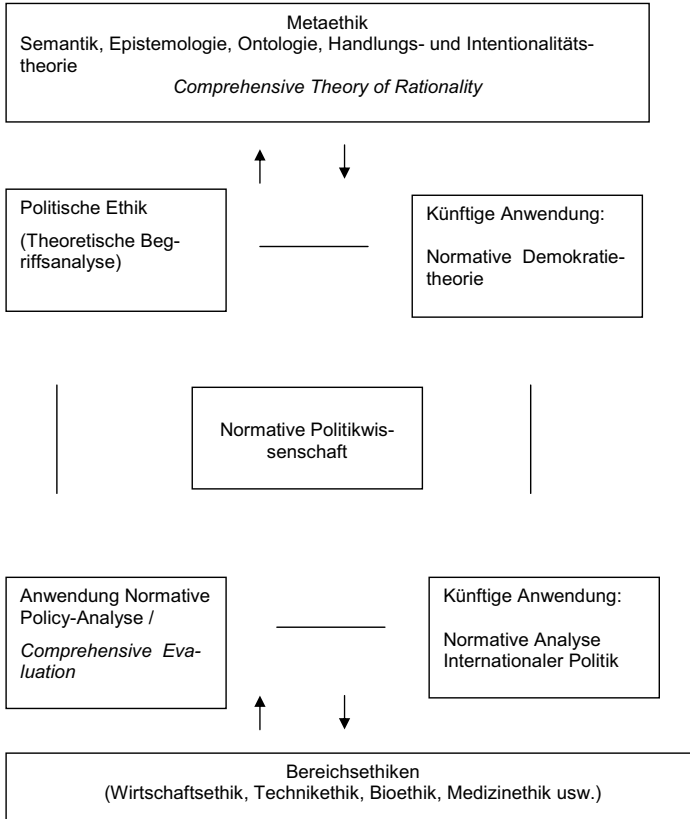 Metaethik
Semantik, Epistemologie, Ontologie, Handlungs- und Intentionalitäts-
theorie
Comprehensive Theory of Rationality
Politische Ethik
(Theoretische Beg-
riffsanalyse)
Künftige Anwendung:
Normative Demokratie-
theorie
Normative Politikwis-
senschaft
Anwendung Normative
Policy-Analyse /
Comprehensive Eva-
luation
Künftige Anwendung:
Normative Analyse
Internationaler Politik
Bereichsethiken
(Wirtschaftsethik, Technikethik, Bioethik, Medizinethik usw.)